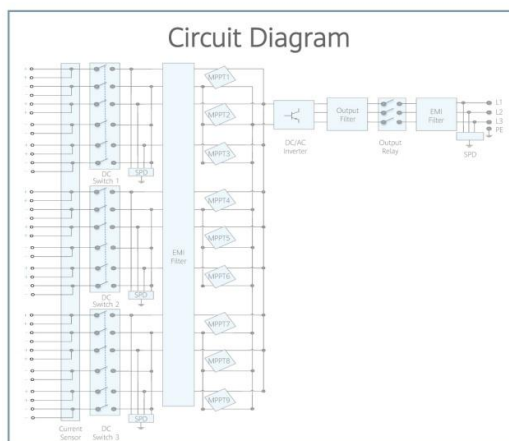 Circuit Diagram
MPPT1
MPPT2
MPPT3
SPD
DC
Switch 1
MPPT4
MPPT5
MPPT6
SPD
DC
Switch 2
MPPT7
MPPT8
MPPT9
SPD
Current
Sensor
DC
Switch 3
EMI
Filter
DC/AC
Inverter
Output
Filter
Output
Relay
EMI
Filter
SPD
L1
L2
L3
PE